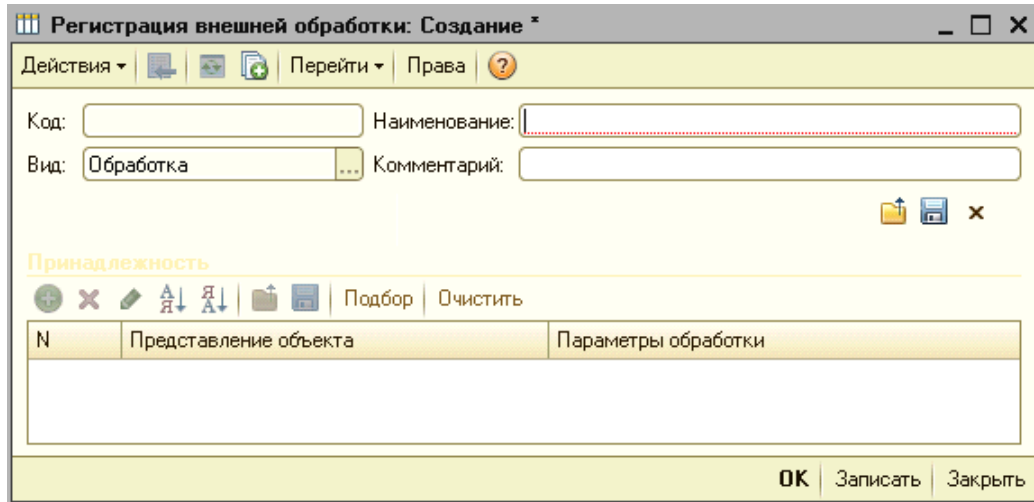 Регистрация внешней обработки: Создание *
Действия Перейти Права ?
Код: Наименование:
Вид: Обработка ... Комментарий:
Принадлежность
Подбор Очистить
N Представление объекта Параметры обработки
OK Записать Закрыть